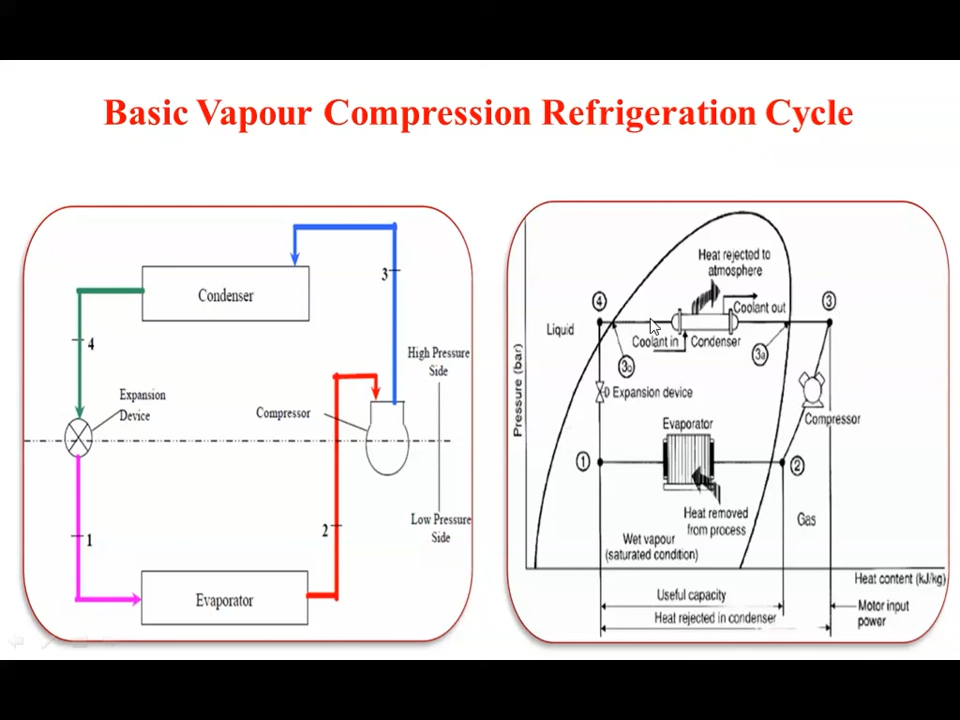 Basic Vapour Compression Refrigeration Cycle
Condenser
3
4
High Pressure
Side
Expansion
Device
Compressor
Low Pressure
Side
1
2
Evaporator
Pressure (bar)
Heat rejected to
atmosphere
4
3
Coolant out
Liquid
Coolant in
Condenser
3b
3a
Expansion device
Compressor
Evaporator
1
2
Heat removed
from process
Gas
Wet vapour
(saturated condition)
Heat content (kJ/kg)
Useful capacity
Motor input
power
Heat rejected in condenser